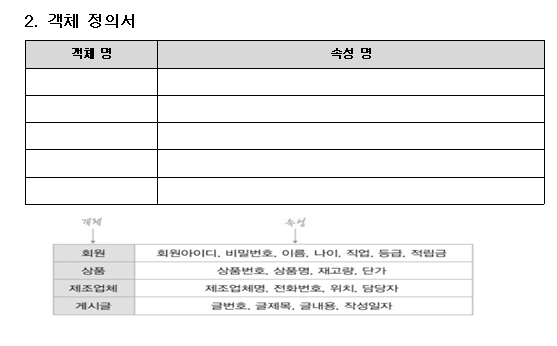 2. 객체 정의서
객체 명 속성 명
개체 속성
회원 회원아이디, 비밀번호, 이름, 나이, 직업, 등급, 적립금
상품 상품번호, 상품명, 재고량, 단가
제조업체 제조업체명, 전화번호, 위치, 담당자
게시글 글번호, 글제목, 글내용, 작성일자